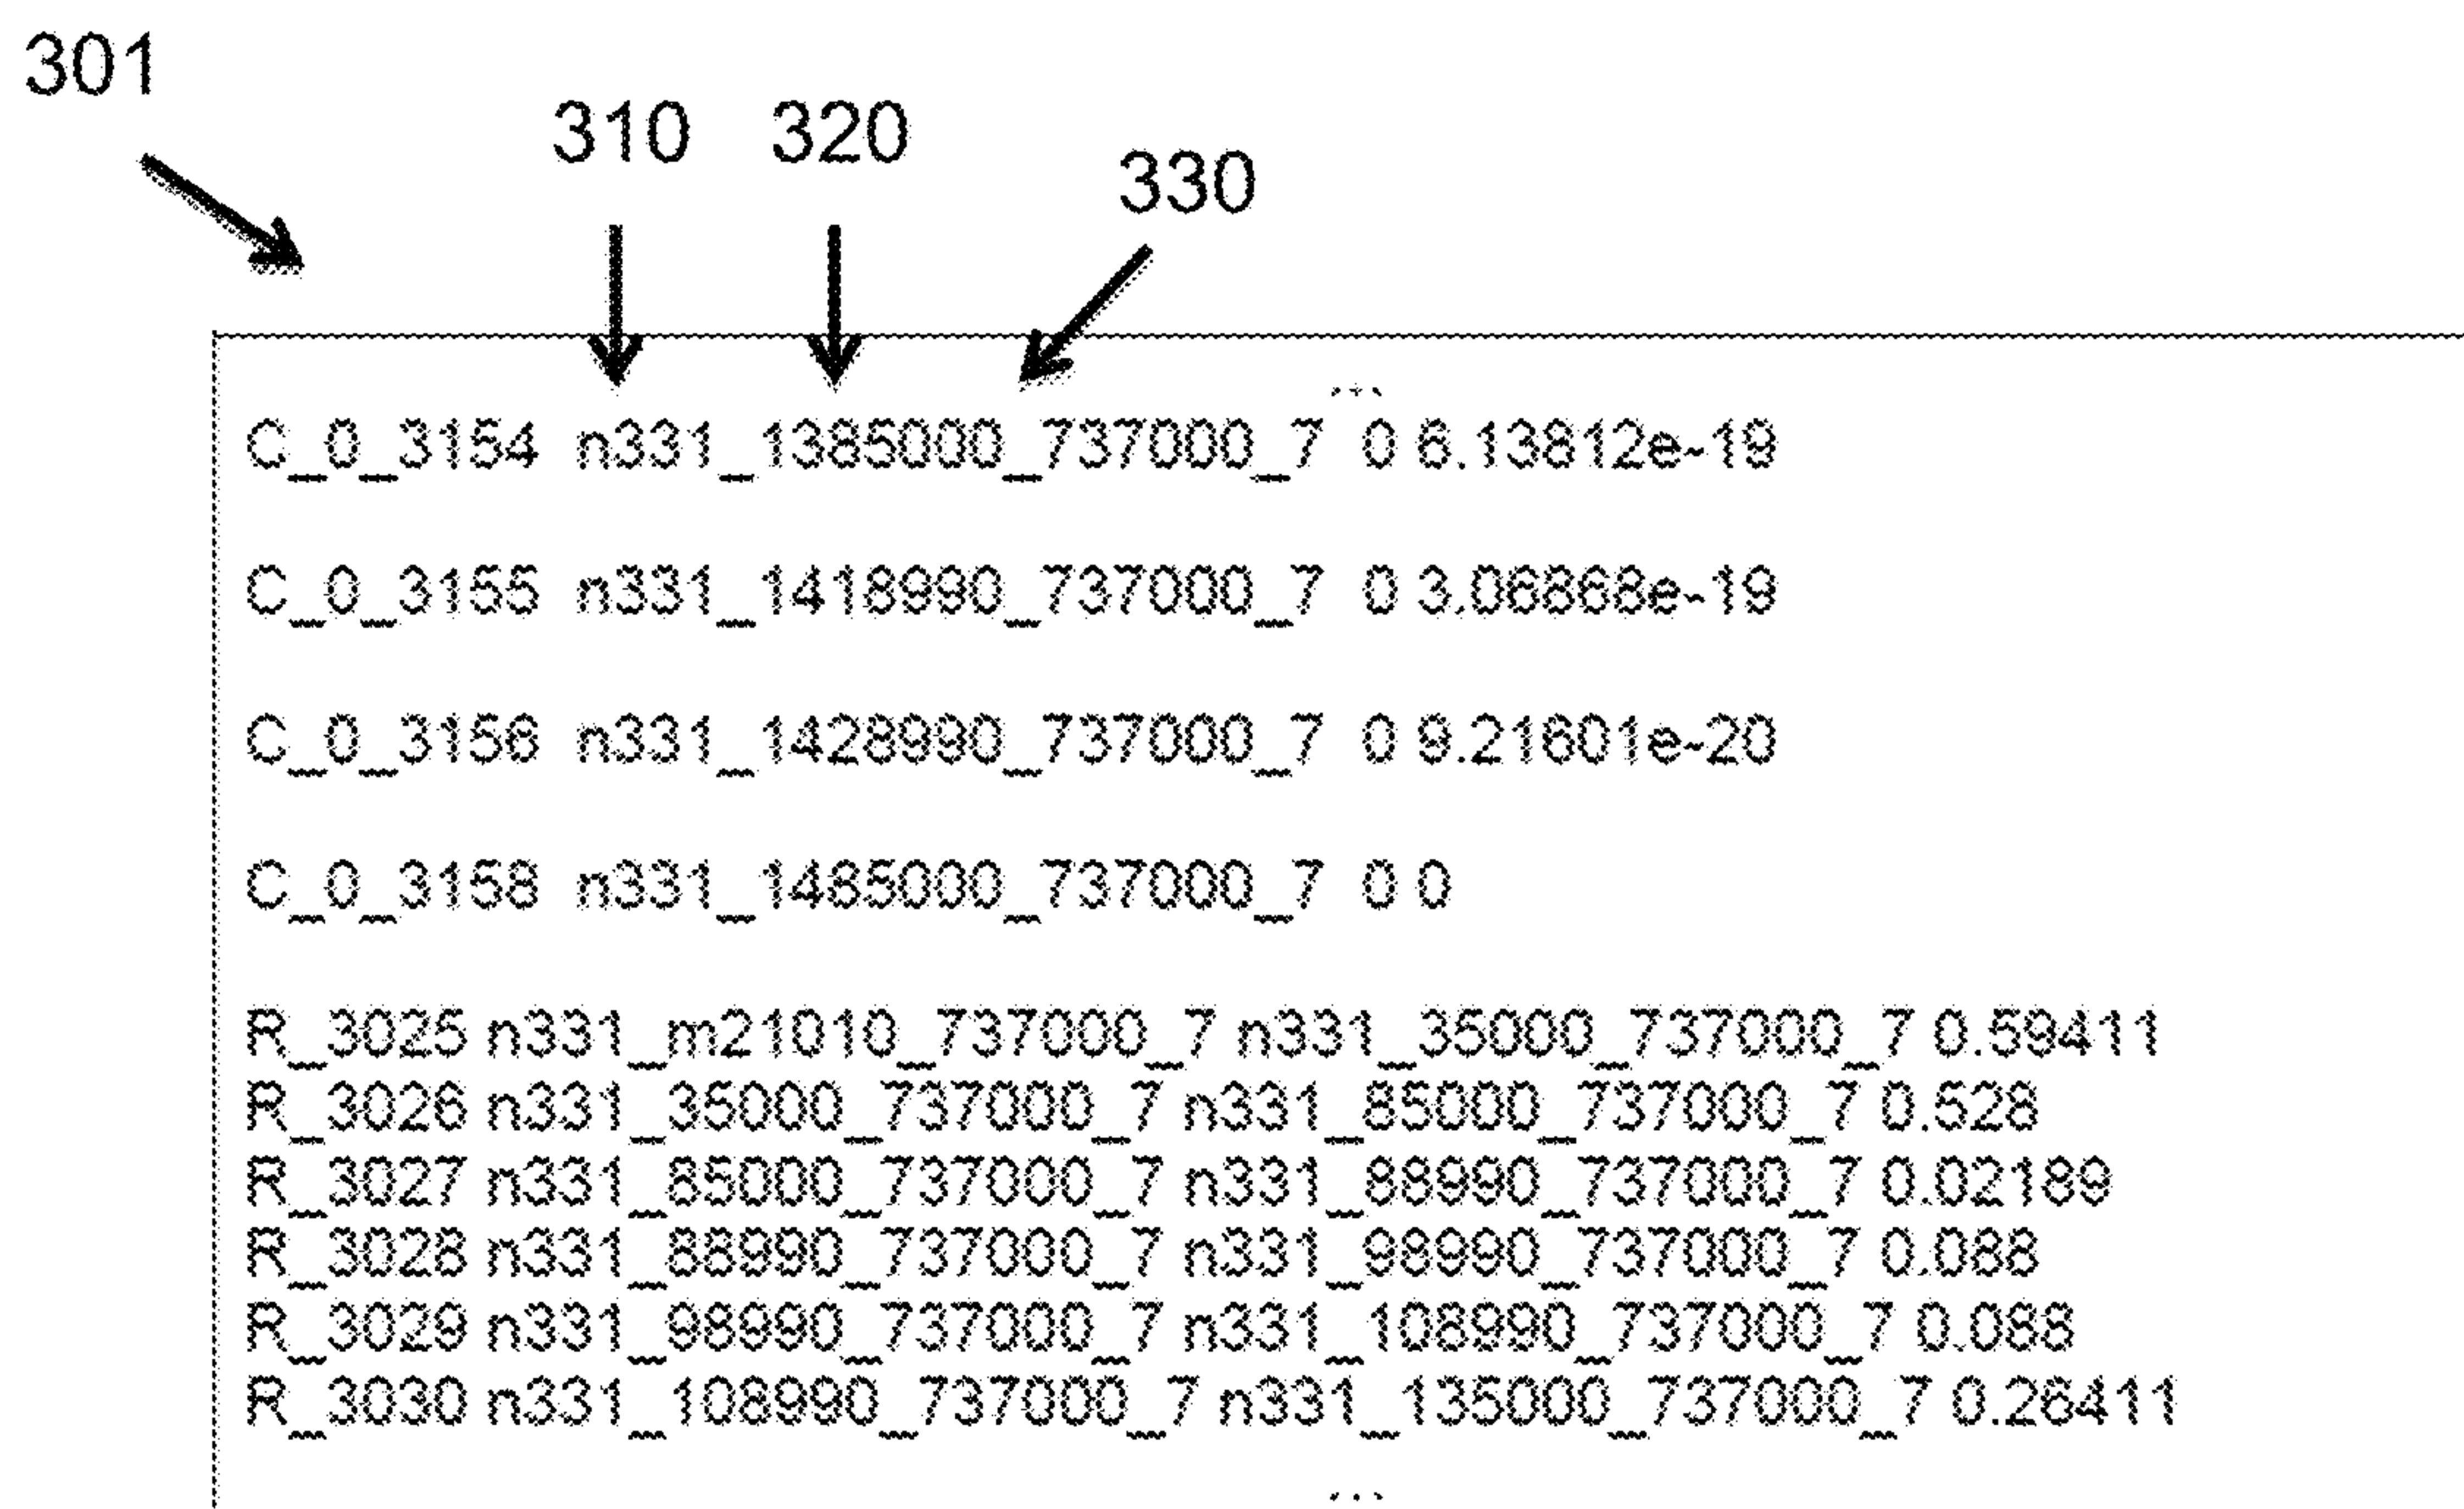 301
310 320
330
...
C_0_3154 n331_1385000_737000_7 0 6.13812e-19
C_0_3155 n331_1418990_737000_7 0 3.06868e-19
C_0_3156 n331_1428990_737000_7 0 9.21601e-20
C_0_3158 n331_1485000_737000_7 0 0
R_3025 n331_m21010_737000_7 n331_35000_737000_7 0.59411
R_3026 n331_35000_737000_7 n331_85000_737000_7 0.528
R_3027 n331_85000_737000_7 n331_88990_737000_7 0.02189
R_3028 n331_88990_737000_7 n331_98990_737000_7 0.088
R_3029 n331_98990_737000_7 n331_108990_737000_7 0.088
R_3030 n331_108990_737000_7 n331_135000_737000_7 0.26411
...